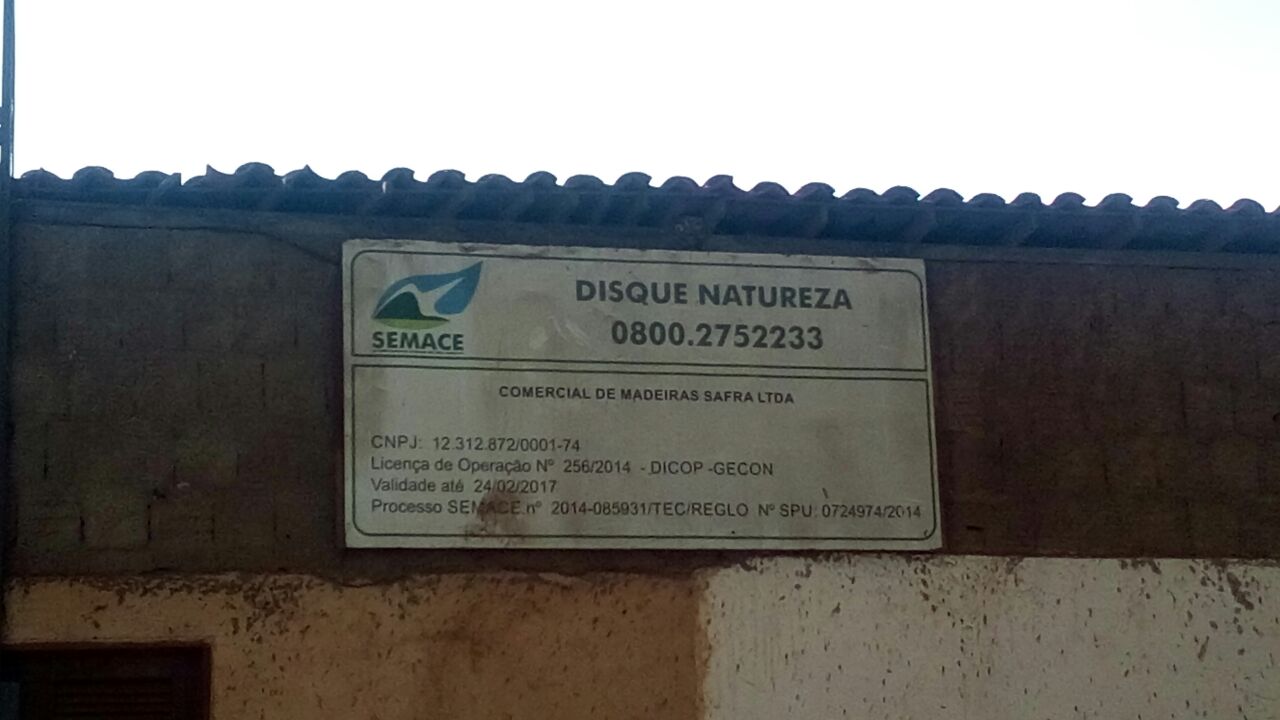 SEMACE
DISQUE NATUREZA
0800.2752233
COMERCIAL DE MADEIRAS SAFRA LTDA
CNPJ: 12.312.872/0001-74
Licença de Operação Nº 256/2014 - DICOP -GECON
Validade até 24/02/2017
Processo SEMACE nº 2014-085931/TEC/REGLO Nº SPU: 0724974/2014